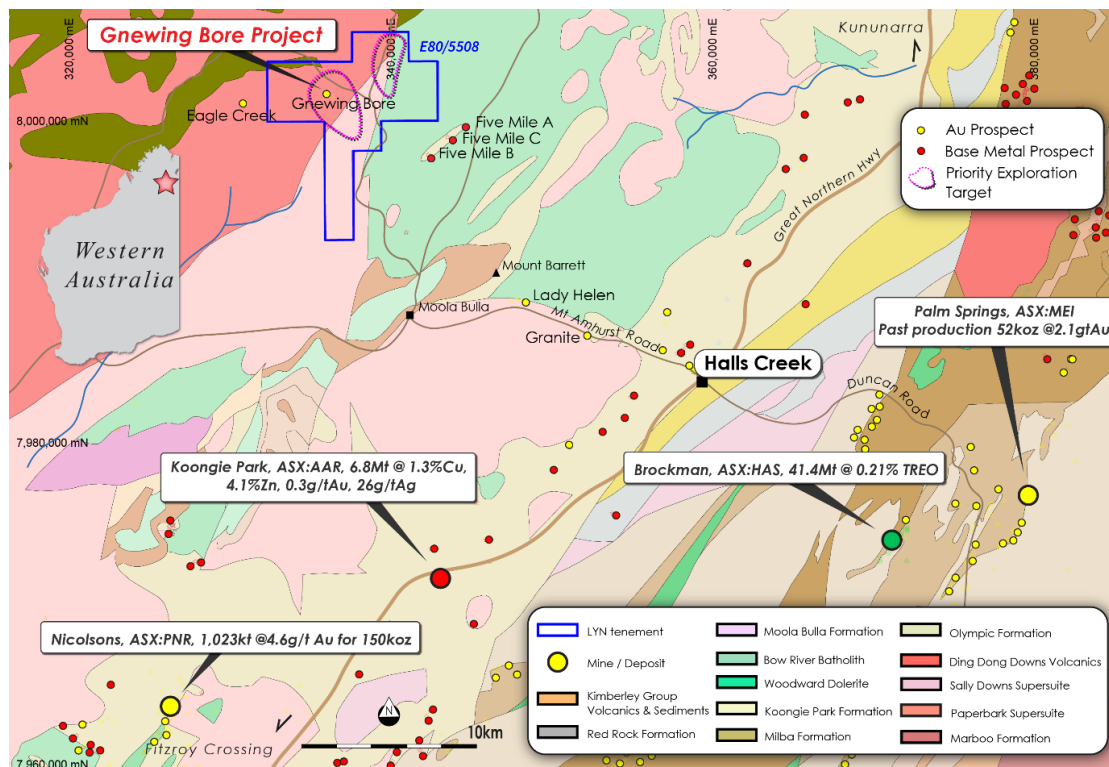 Gnewing Bore Project
320,000 mE
340,000 mE
360,000 mE
380,000 mE
E80/5508
Kununarra
8,000,000 mN
Eagle Creek
Gnewing Bore
Five Mile A
Five Mile C
Five Mile B
Au Prospect
Base Metal Prospect
Priority Exploration
Target
Great Northern Hwy
Western
Australia
Mount Barrett
Moola Bulla
Lady Helen
Granite
Mt Amhurst Road
Halls Creek
Duncan Road
Palm Springs, ASX:MEI
Past production 52koz @2.1gtAu
7,980,000 mN
Koongie Park, ASX:AAR, 6.8Mt @ 1.3%Cu,
4.1%Zn, 0.3g/tAu, 26g/tAg
Brockman, ASX:HAS, 41.4Mt @ 0.21% TREO
Nicolsons, ASX:PNR, 1,023kt @4.6g/t Au for 150koz
Fitzroy Crossing
N
10km
7,960,000 mN
LYN tenement
Mine / Deposit
Kimberley Group
Volcanics & Sediments
Red Rock Formation
Moola Bulla Formation
Bow River Batholith
Woodward Dolerite
Koongie Park Formation
Milba Formation
Olympic Formation
Ding Dong Downs Volcanics
Sally Downs Supersuite
Paperbark Supersuite
Marboo Formation